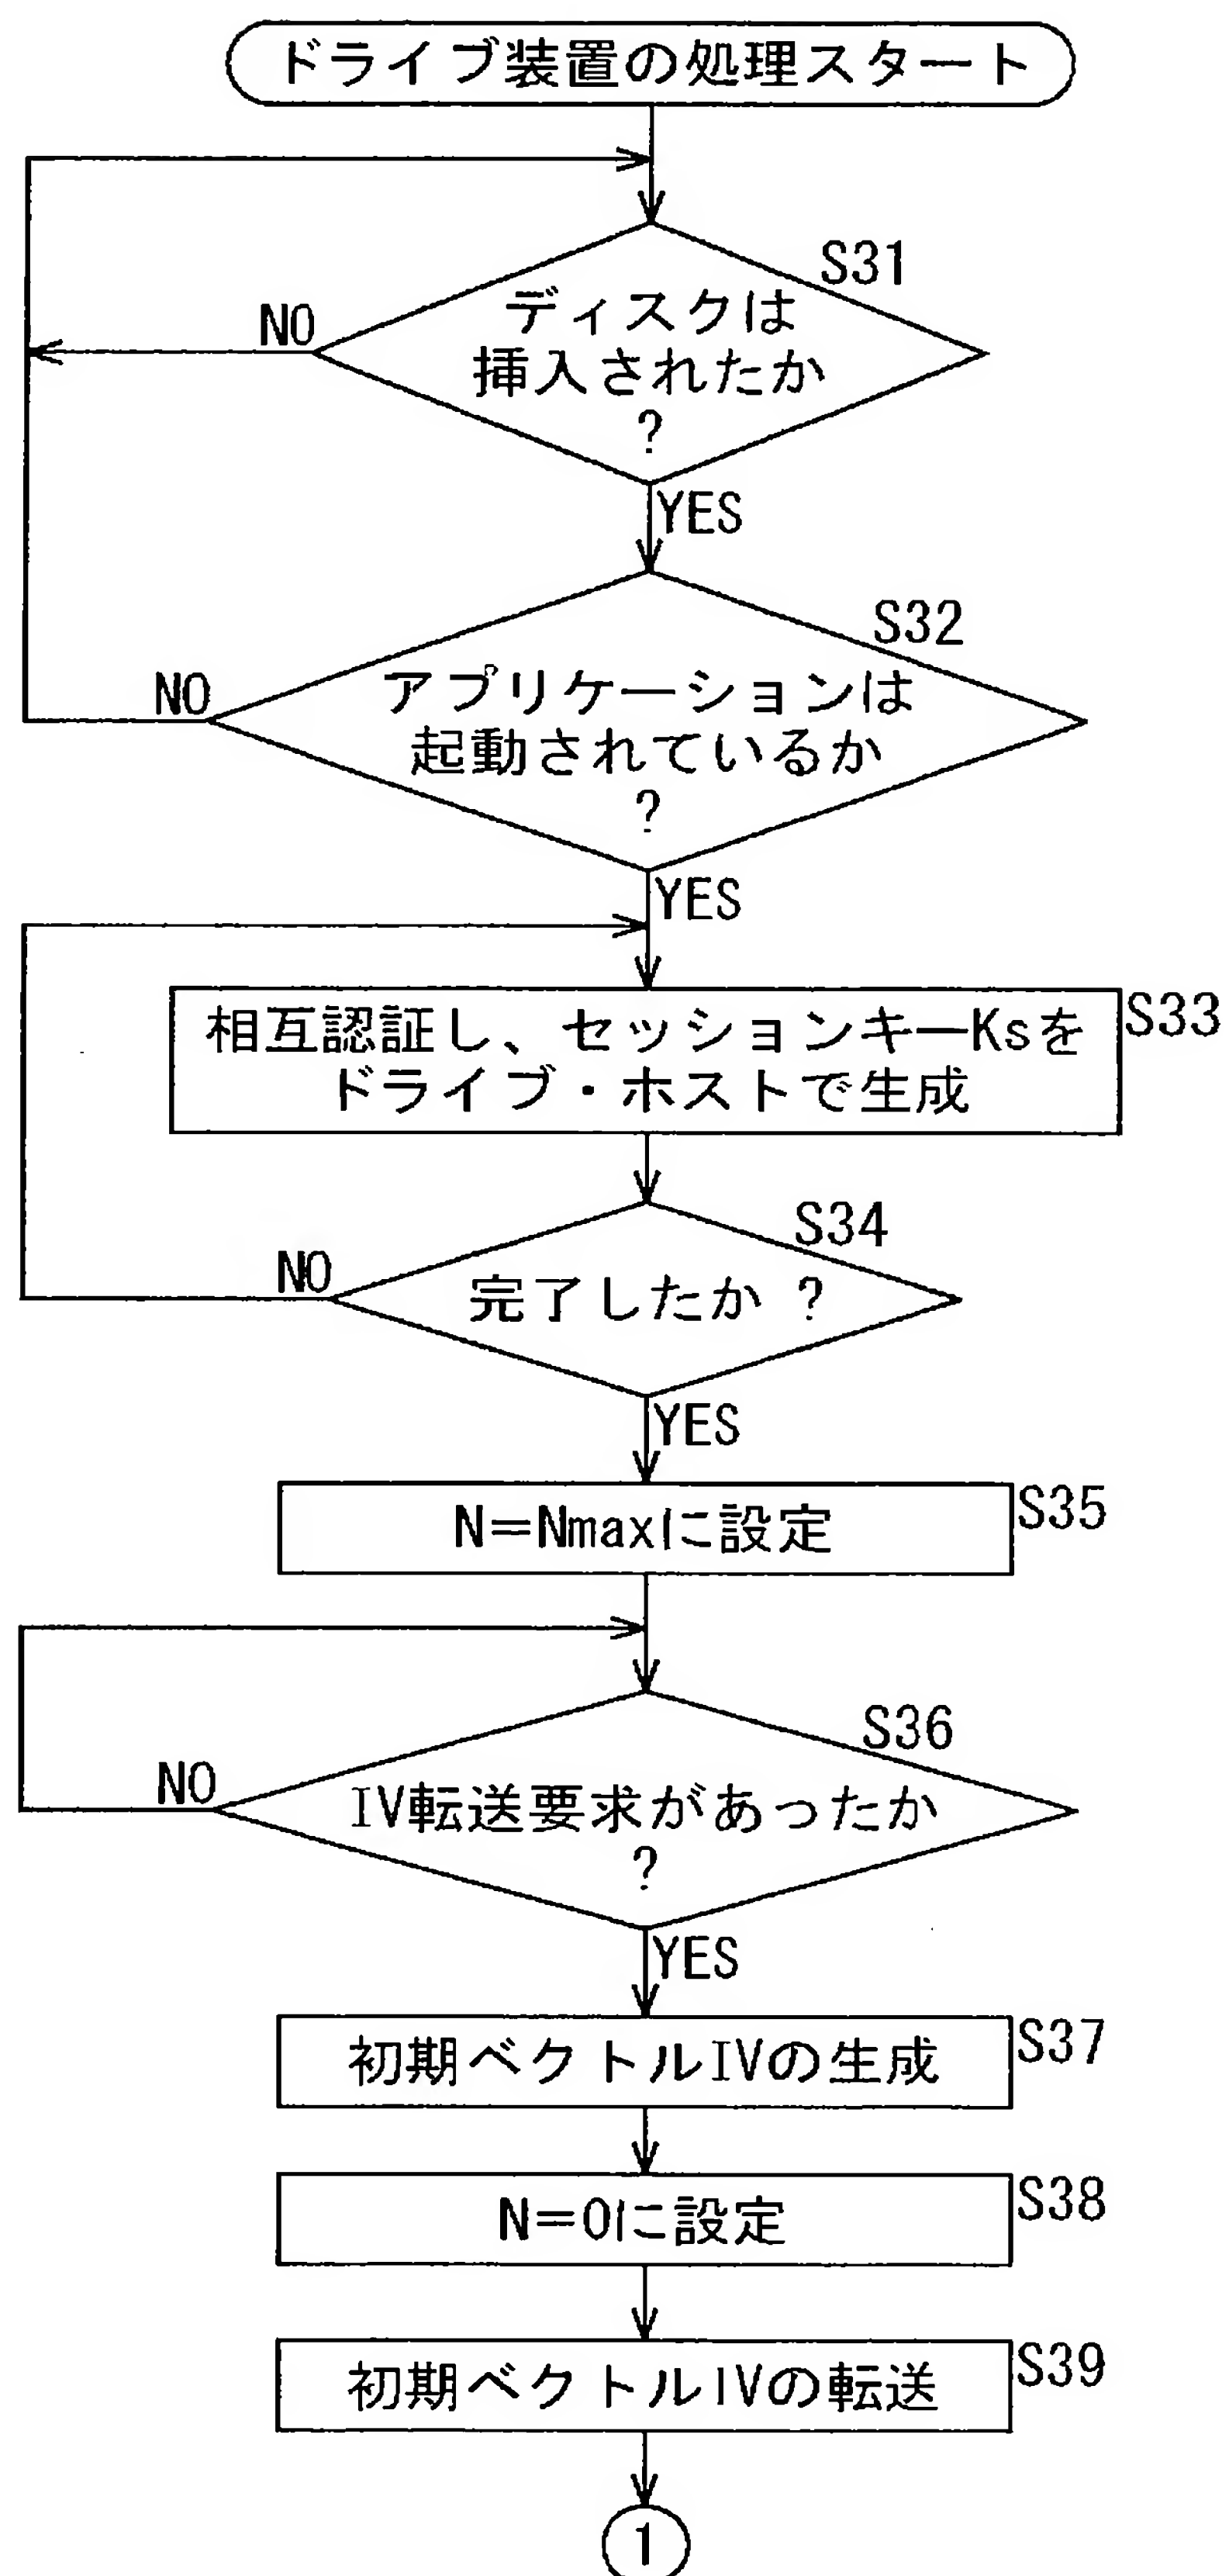 ドライブ装置の処理スタート
S31
ディスクは
挿入されたか
?
NO
YES
S32
アプリケーションは
起動されているか
?
NO
YES
S33
相互認証し、セッションキーKsを
ドライブ・ホストで生成
S34
完了したか ?
NO
YES
S35
N=Nmaxに設定
S36
IV転送要求があったか
?
NO
YES
S37
初期ベクトルIVの生成
S38
N=0に設定
S39
初期ベクトルIVの転送
1